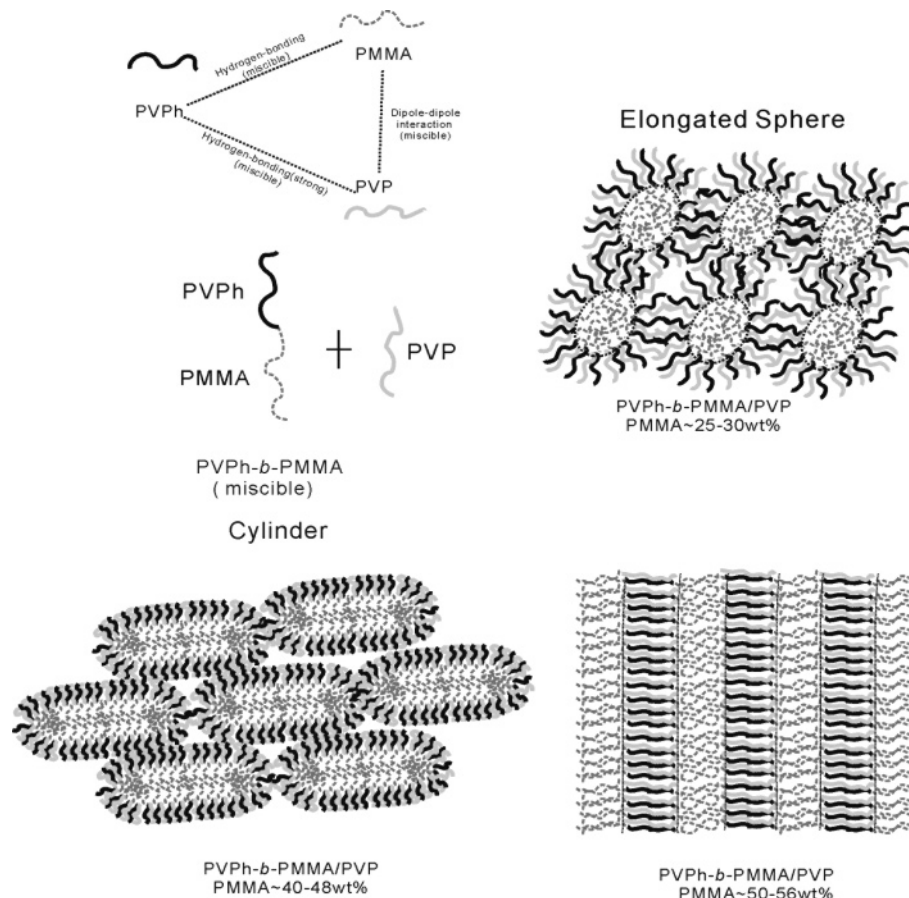 Hydrogen-bonding
(miscible)
PMMA
PVPh
Dipole-dipole
interaction
(miscible)
Hydrogen-bonding(strong)
(miscible)
PVP
Elongated Sphere
PVPh
PMMA
+
PVP
PVPh-b-PMMA
( miscible)
PVPh-b-PMMA/PVP
PMMA~25-30wt%
Cylinder
PVPh-b-PMMA/PVP
PMMA~40-48wt%
PVPh-b-PMMA/PVP
PMMA~50-56wt%